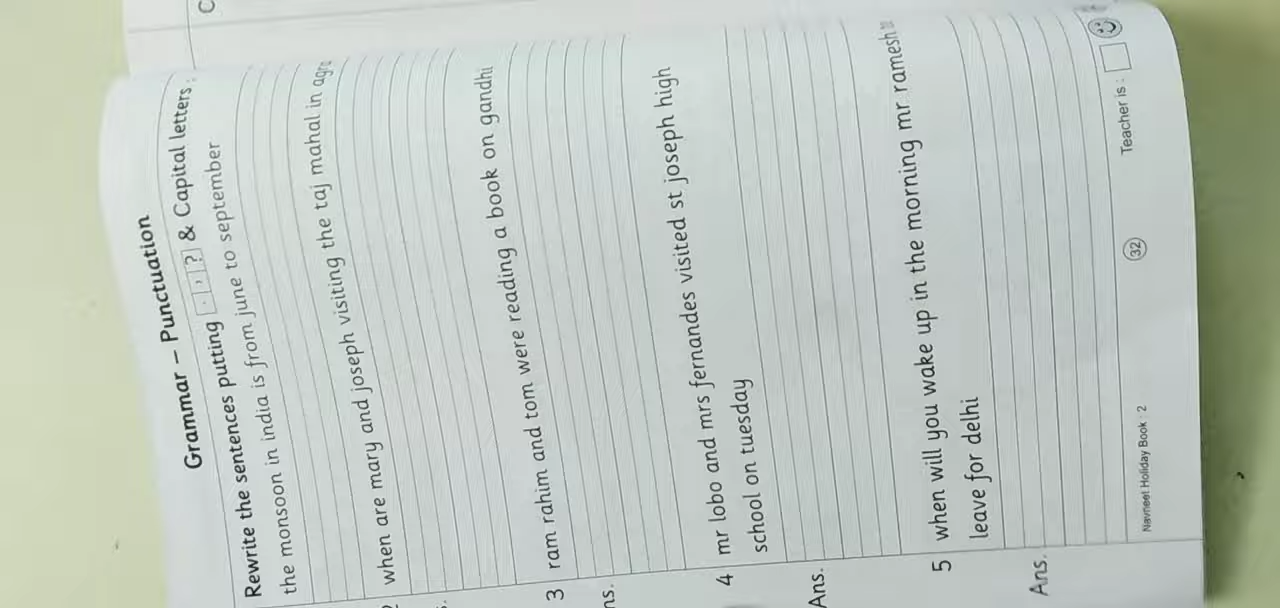 Grammar – Punctuation
Rewrite the sentences putting . , ? & Capital letters :
the monsoon in india is from june to september
when are mary and joseph visiting the taj mahal in agra
3 ram rahim and tom were reading a book on gandhi
ns.
4 mr lobo and mrs fernandes visited st joseph high
school on tuesday
Ans.
5 when will you wake up in the morning mr ramesh to
leave for delhi
Ans.
Navneet Holiday Book : 2
32
Teacher is :
C